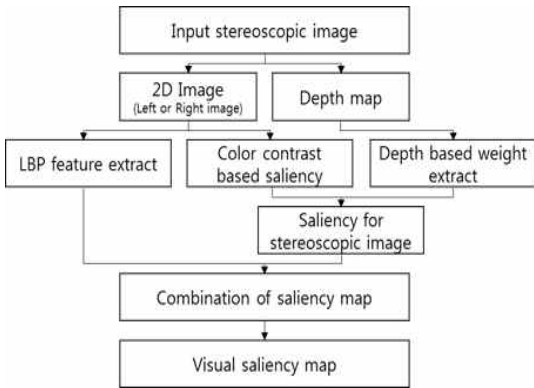 Input stereoscopic image
2D Image
(Left or Right image)
Depth map
LBP feature extract
Color contrast
based saliency
Depth based weight
extract
Saliency for
stereoscopic image
Combination of saliency map
Visual saliency map